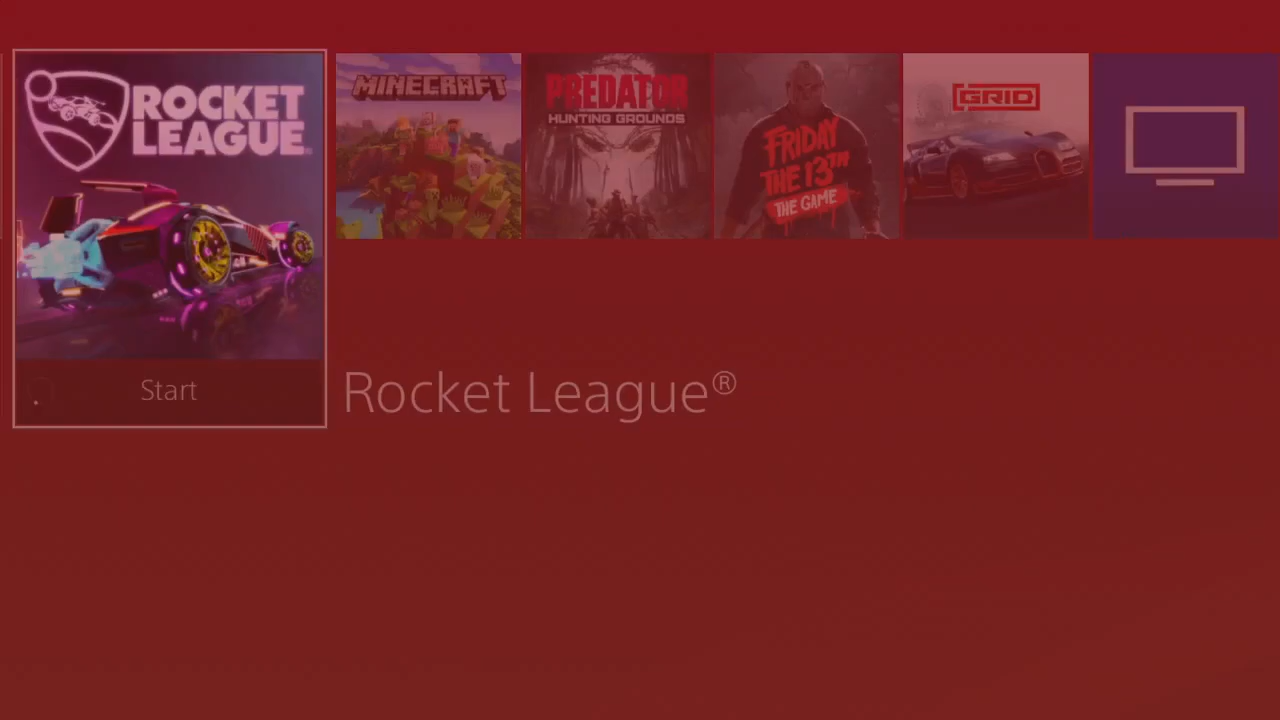 ROCKET
LEAGUE
MINECRAFT
PREDATOR
HUNTING GROUNDS
FRIDAY
THE 13TH
THE GAME
GRID
Start
Rocket League®